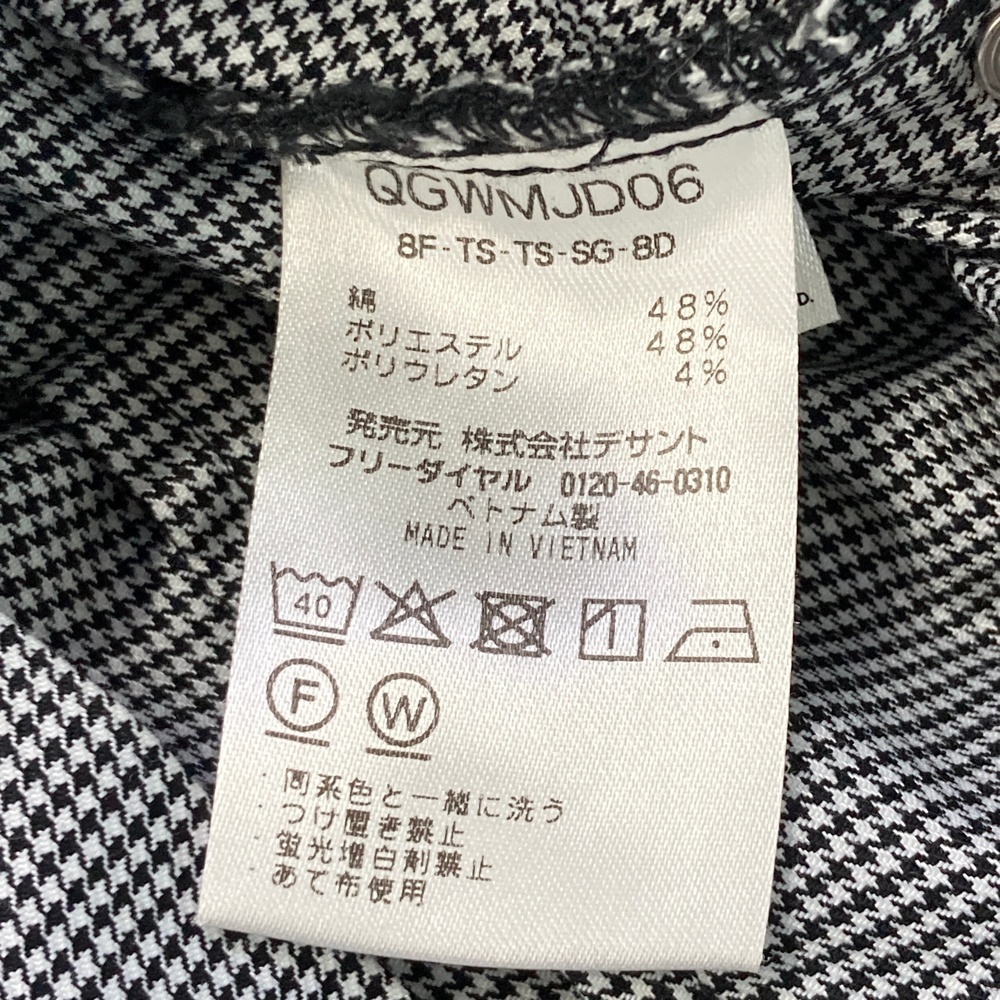 QGWMJD06
8F-TS-TS-SG-8D
綿 48%
ポリエステル 48%
ポリウレタン 4%
発売元 株式会社デサント
フリーダイヤル 0120-46-0310
ベトナム製
MADE IN VIETNAM
40
F W
・同系色と一緒に洗う
・つけ置き禁止
・蛍光増白剤禁止
・あて布使用
D.